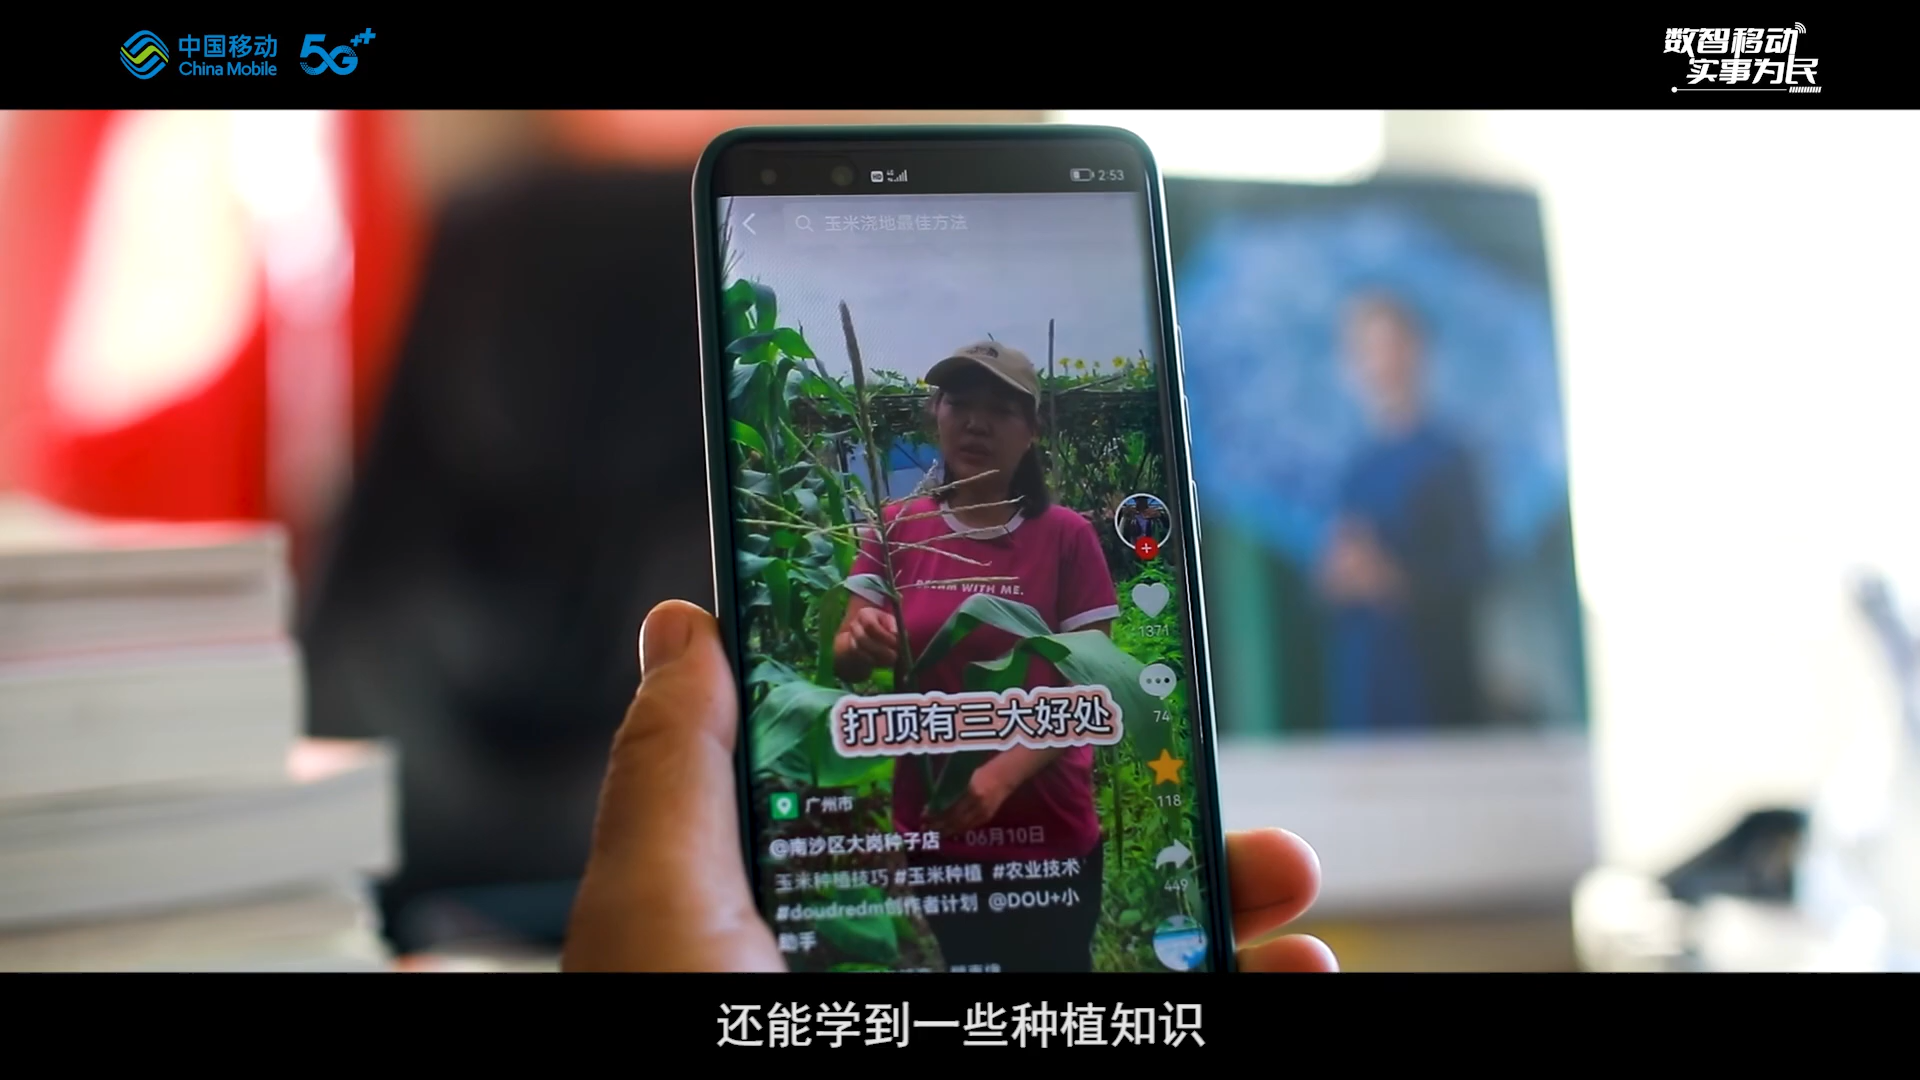 中国移动
China Mobile
5G++
数智移动
实事为民
HD
2:53
玉米浇地最佳方法
DREAM WITH ME.
1371
74
打顶有三大好处
118
广州市
@南沙区大岗种子店 · 06月10日
449
玉米种植技巧 #玉米种植 #农业技术
#doudredm创作者计划 @DOU+小
助手
还能学到一些种植知识